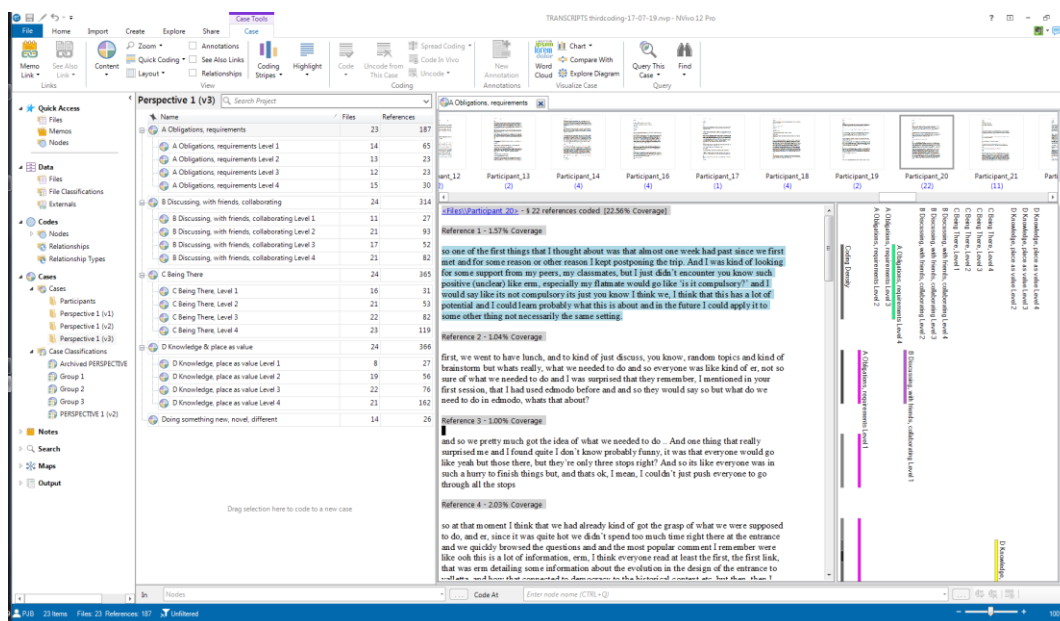 Case Tools
TRANSCRIPTS thirdcoding-17-07-19.nvp - NVivo 12 Pro
File Home Import Create Explore Share Case
Memo Link
See Also Link
Links
Content
Zoom
Quick Coding
Layout
Annotations
See Also Links
Relationships
View
Coding Stripes
Highlight
Code
Uncode from This Case
Spread Coding
Code In Vivo
Uncode
Coding
New Annotation
Annotations
Word Cloud
Chart
Compare With
Explore Diagram
Visualize Case
Query This Case
Find
Query
Quick Access
Files
Memos
Nodes
Data
Files
File Classifications
Externals
Codes
Nodes
Relationships
Relationship Types
Cases
Cases
Participants
Perspective 1 (v1)
Perspective 1 (v2)
Perspective 1 (v3)
Case Classifications
Archived PERSPECTIVE
Group 1
Group 2
Group 3
PERSPECTIVE 1 (v2)
Notes
Search
Maps
Output
Perspective 1 (v3) Search Project
Name Files References
A Obligations, requirements 23 187
A Obligations, requirements Level 1 14 65
A Obligations, requirements Level 2 13 23
A Obligations, requirements Level 3 12 23
A Obligations, requirements Level 4 15 30
B Discussing, with friends, collaborating 24 314
B Discussing, with friends, collaborating Level 1 11 27
B Discussing, with friends, collaborating Level 2 21 93
B Discussing, with friends, collaborating Level 3 17 52
B Discussing, with friends, collaborating Level 4 21 82
C Being There 24 365
C Being There, Level 1 16 31
C Being There, Level 2 21 53
C Being There, Level 3 22 82
C Being There, Level 4 23 119
D Knowledge & place as value 24 366
D Knowledge, place as value Level 1 8 27
D Knowledge, place as value Level 2 19 56
D Knowledge, place as value Level 3 22 76
D Knowledge, place as value Level 4 21 162
Doing something new, novel, different 14 26
Drag selection here to code to a new case
A Obligations, requirements
ant_12 Participant_13 Participant_14 Participant_16 Participant_17 Participant_18 Participant_19 Participant_20 Participant_21 Parti
(2) (4) (4) (1) (4) (2) (22) (11)
<Files\\Participant_20> - § 22 references coded [22.56% Coverage]
Reference 1 - 1.57% Coverage
so one of the first things that I thought about was that almost one week had past since we first
met and for some reason or other reason I kept postponing the trip. And I was kind of looking
for some support from my peers, my classmates, but I just didn't encounter you know such
positive (unclear) like erm, especially my flatmate would go like 'is it compulsory?' and I
would say like its not compulsory its just you know I think we, I think that this has a lot of
potential and I could learn probably what this is about and in the future I could apply it to
some other thing not necessarily the same setting.
Reference 2 - 1.04% Coverage
first, we went to have lunch, and to kind of just discuss, you know, random topics and kind of
brainstorm but whats really, what we needed to do and so everyone was like kind of er, not so
sure of what we needed to do and I was surprised that they remember, I mentioned in your
first session, that I had used edmodo before and and so they would say so but what do we
need to do in edmodo, whats that about?
Reference 3 - 1.00% Coverage
and so we pretty much got the idea of what we needed to do .. And one thing that really
surprised me and I found quite I don't know probably funny, it was that everyone would go
like yeah but those there, but they're only three stops right? And so its like everyone was in
such a hurry to finish things but, and thats ok, I mean, I couldn't just push everyone to go
through all the stops
Reference 4 - 2.03% Coverage
so at that moment I think that we had already kind of got the grasp of what we were supposed
to do, and er, since it was quite hot we didn't spend too much time right there at the entrance
and we quickly browsed the questions and and the most popular comment I remember were
like ooh this is a lot of information, erm, I think everyone read at least the first, the first link,
that was erm detailing some information about the evolution in the design of the entrance to
valletta, and how that connected to democracy to the historical context etc, but then, then I
Coding Density
A Obligations, requirements Level 2
A Obligations, requirements Level 3
A Obligations, requirements Level 4
B Discussing, with friends, collaborating Level 2
B Discussing, with friends, collaborating Level 4
C Being There, Level 1
C Being There, Level 2
C Being There, Level 4
D Knowledge, place as value Level 2
D Knowledge, place as value Level 4
A Obligations, requirements Level 1
B Discussing, with friends, collaborating Level 1
D Knowledge,
In Nodes Code At Enter node name (CTRL+Q)
PJB 23 Items Files: 23 References: 187 Unfiltered
100